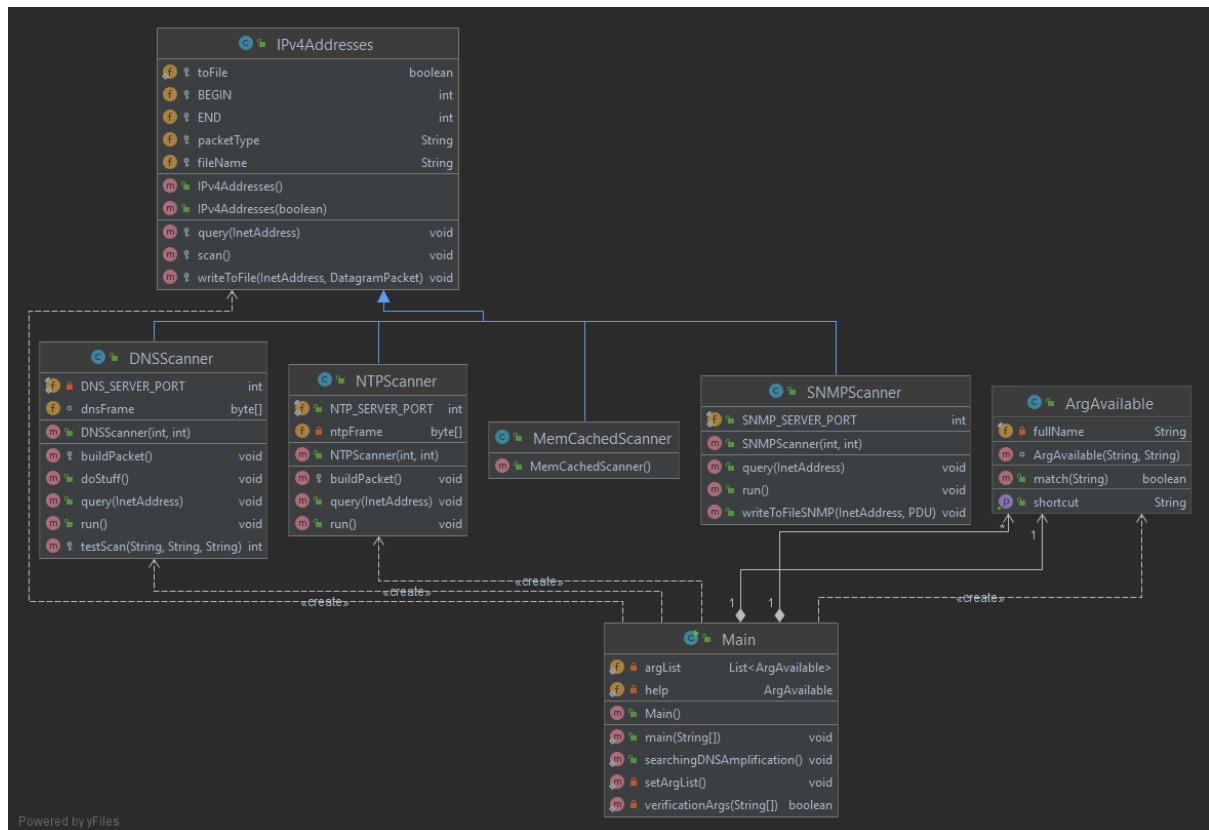 IPv4Addresses
toFile boolean
BEGIN int
END int
packetType String
fileName String
IPv4Addresses()
IPv4Addresses(boolean)
query(InetAddress) void
scan() void
writeToFile(InetAddress, DatagramPacket) void
DNSScanner
DNS_SERVER_PORT int
dnsFrame byte[]
DNSScanner(int, int)
buildPacket() void
doStuff() void
query(InetAddress) void
run() void
testScan(String, String, String) int
NTPScanner
NTP_SERVER_PORT int
ntpFrame byte[]
NTPScanner(int, int)
buildPacket() void
query(InetAddress) void
run() void
MemCachedScanner
MemCachedScanner()
SNMPScanner
SNMP_SERVER_PORT int
SNMPScanner(int, int)
query(InetAddress) void
run() void
writeToFileSNMP(InetAddress, PDU) void
ArgAvailable
fullName String
ArgAvailable(String, String)
match(String) boolean
shortcut String
*
1
«create»
«create»
«create»
«create»
1
1
Main
argList List<ArgAvailable>
help ArgAvailable
Main()
main(String[]) void
searchingDNSAmplification() void
setArgList() void
verificationArgs(String[]) boolean
Powered by yFiles